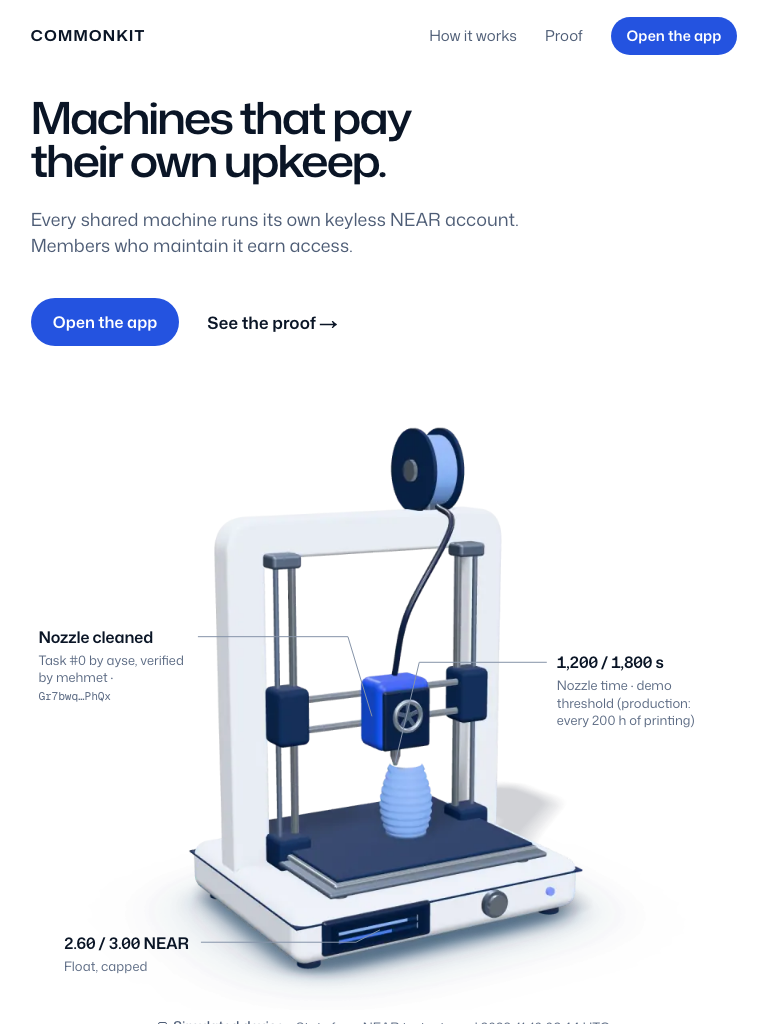 COMMONKIT
How it works
Proof
Open the app
Machines that pay
their own upkeep.
Every shared machine runs its own keyless NEAR account.
Members who maintain it earn access.
Open the app
See the proof →
Nozzle cleaned
Task #0 by ayse, verified
by mehmet ·
Gr7bwq…PhQx
1,200 / 1,800 s
Nozzle time · demo
threshold (production:
every 200 h of printing)
2.60 / 3.00 NEAR
Float, capped